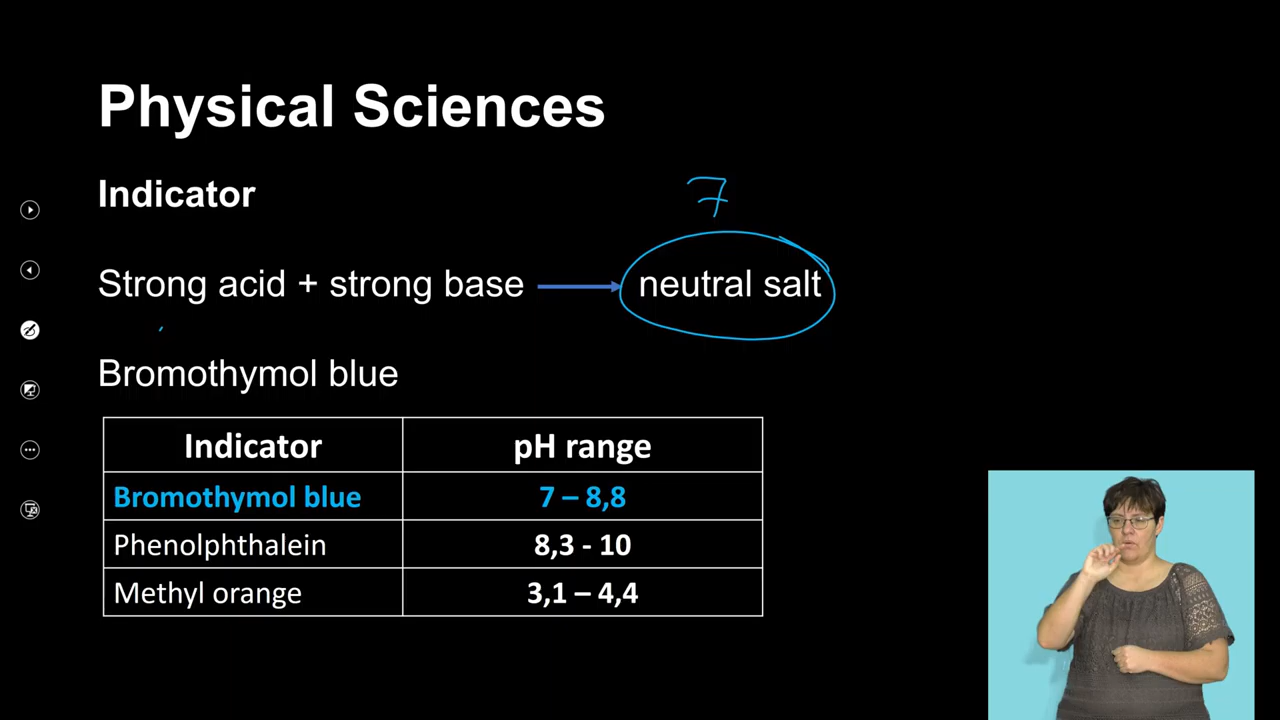 Physical Sciences
Indicator
7
Strong acid + strong base neutral salt
Bromothymol blue
Indicator pH range
Bromothymol blue 7 – 8,8
Phenolphthalein 8,3 - 10
Methyl orange 3,1 – 4,4